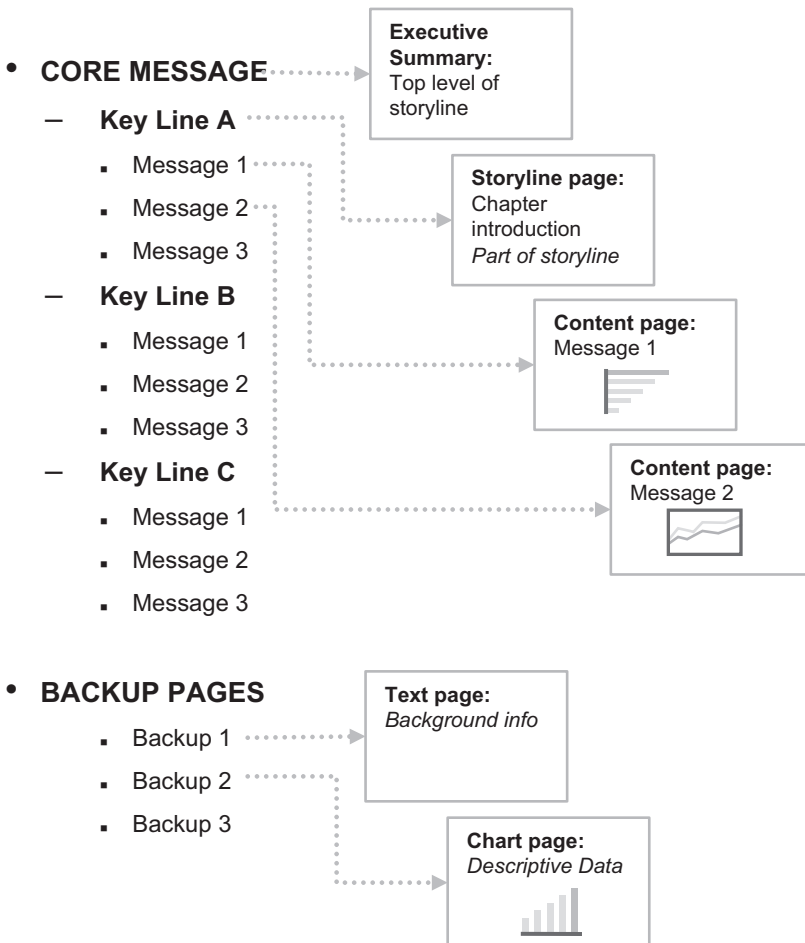 Executive
Summary:
Top level of
storyline
• CORE MESSAGE
– Key Line A
▪ Message 1
▪ Message 2
▪ Message 3
Storyline page:
Chapter
introduction
Part of storyline
– Key Line B
▪ Message 1
▪ Message 2
▪ Message 3
Content page:
Message 1
– Key Line C
▪ Message 1
▪ Message 2
▪ Message 3
Content page:
Message 2
• BACKUP PAGES
▪ Backup 1
▪ Backup 2
▪ Backup 3
Text page:
Background info
Chart page:
Descriptive Data